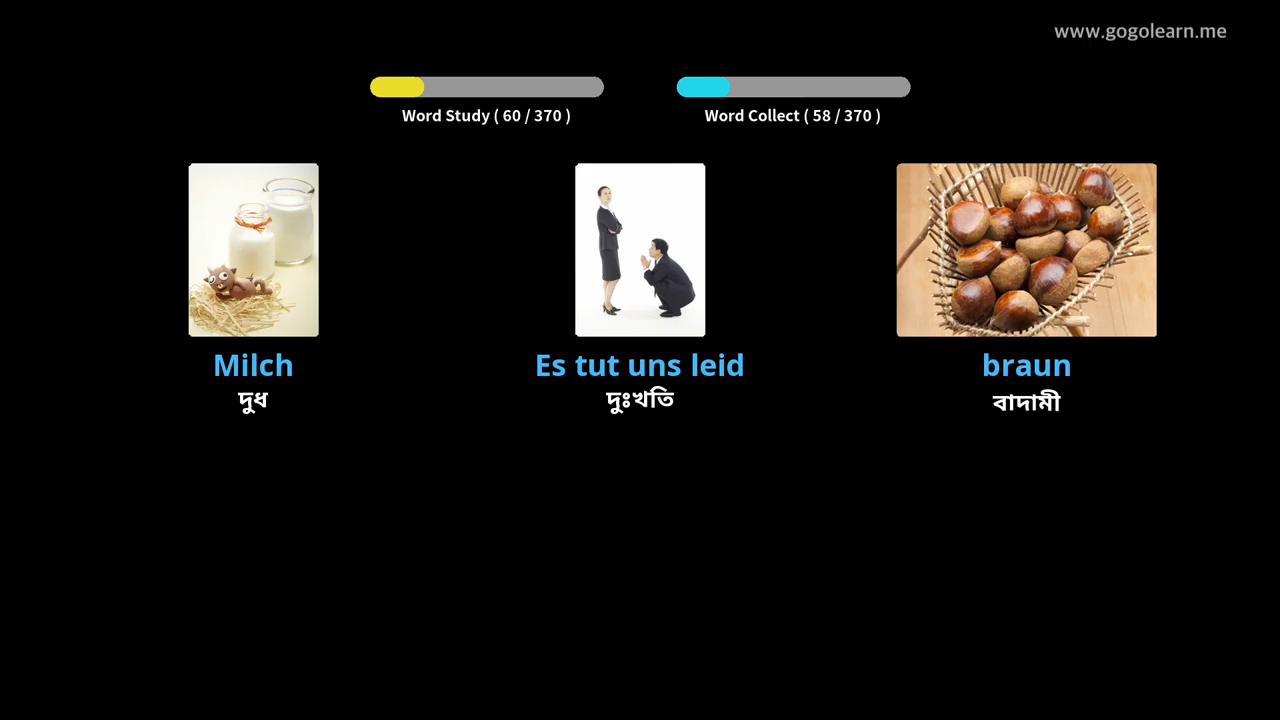 www.gogolearn.me
Word Study ( 60 / 370 )
Word Collect ( 58 / 370 )
Milch
দুধ
Es tut uns leid
দুঃখতি
braun
বাদামী